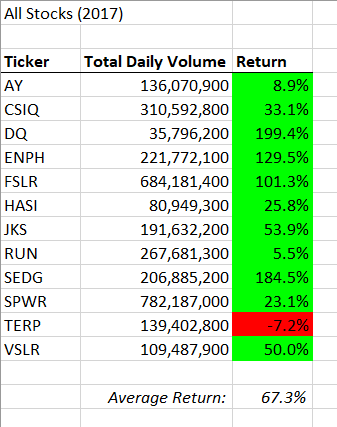 All Stocks (2017)
Ticker Total Daily Volume Return
AY 136,070,900 8.9%
CSIQ 310,592,800 33.1%
DQ 35,796,200 199.4%
ENPH 221,772,100 129.5%
FSLR 684,181,400 101.3%
HASI 80,949,300 25.8%
JKS 191,632,200 53.9%
RUN 267,681,300 5.5%
SEDG 206,885,200 184.5%
SPWR 782,187,000 23.1%
TERP 139,402,800 -7.2%
VSLR 109,487,900 50.0%
Average Return: 67.3%